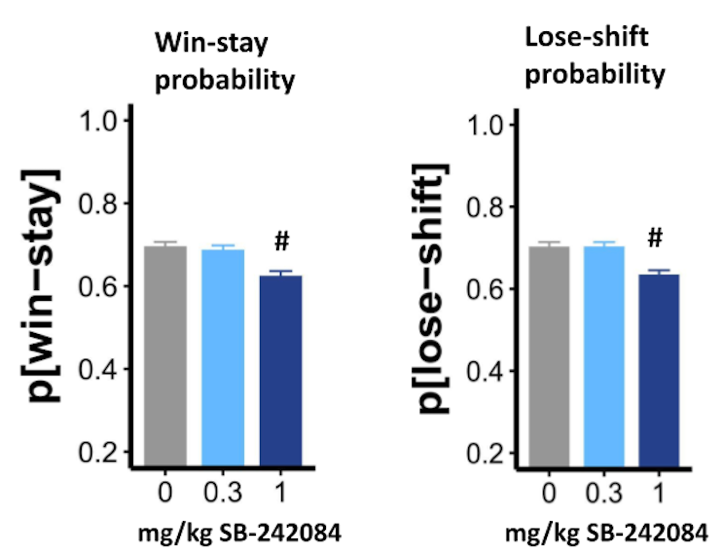 Win-stay
probability
p[win−stay]
1.0
0.8
0.6
0.4
0.2
#
0 0.3 1
mg/kg SB-242084
Lose-shift
probability
p[lose−shift]
1.0
0.8
0.6
0.4
0.2
#
0 0.3 1
mg/kg SB-242084